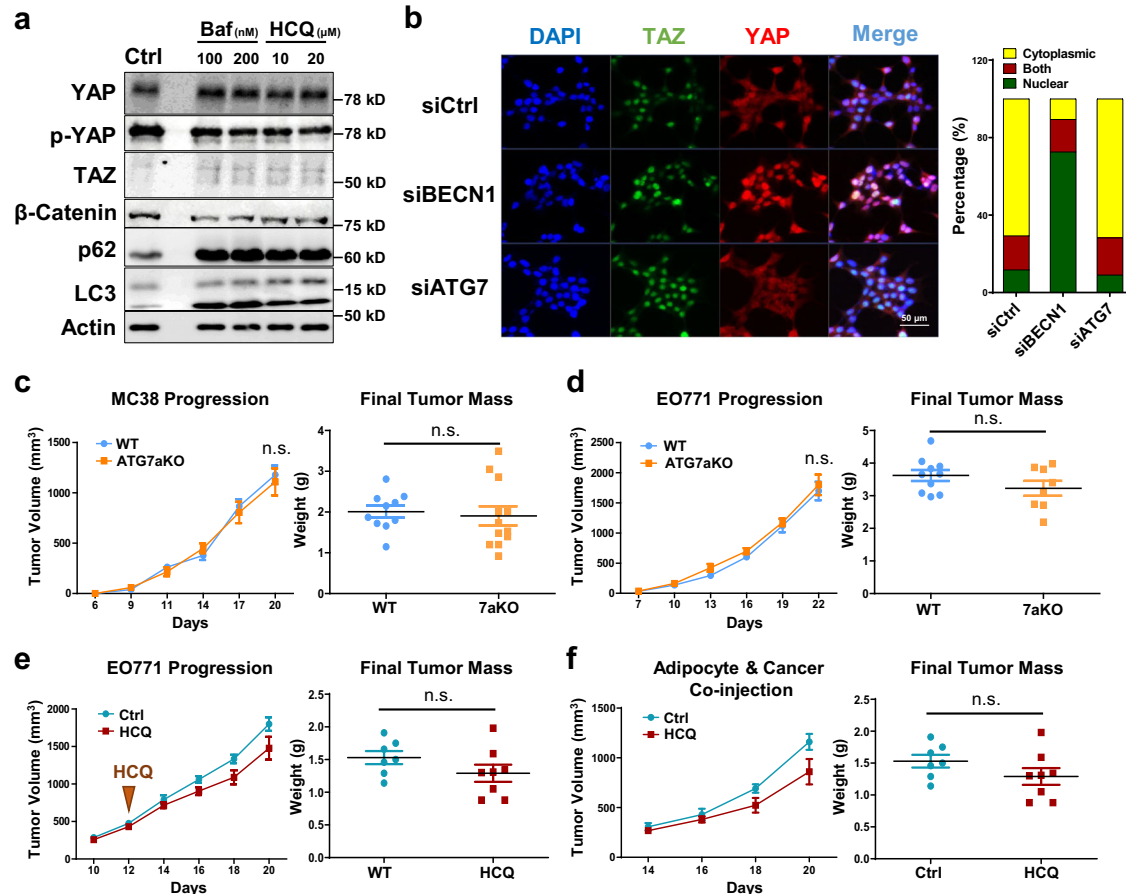 a
Baf (nM) HCQ (μM)
Ctrl 100 200 10 20
YAP 78 kD
p-YAP 78 kD
TAZ 50 kD
β-Catenin 75 kD
p62 60 kD
LC3 15 kD
Actin 50 kD
b
DAPI TAZ YAP Merge
siCtrl
siBECN1
siATG7
50 μm
Cytoplasmic
Both
Nuclear
Percentage (%)
120
80
40
0
siCtrl siBECN1 siATG7
c
MC38 Progression
Tumor Volume (mm³)
WT
ATG7aKO
n.s.
1500
1000
500
0
6 9 11 14 17 20
Days
Final Tumor Mass
n.s.
Weight (g)
4
3
2
1
0
WT 7aKO
d
EO771 Progression
Tumor Volume (mm³)
WT
ATG7aKO
n.s.
2500
2000
1500
1000
500
0
7 10 13 16 19 22
Days
Final Tumor Mass
n.s.
Weight (g)
5
4
3
2
1
0
WT 7aKO
e
EO771 Progression
Tumor Volume (mm³)
Ctrl
HCQ
HCQ
2000
1500
1000
500
0
10 12 14 16 18 20
Days
Final Tumor Mass
n.s.
Weight (g)
2.5
2.0
1.5
1.0
0.5
0.0
WT HCQ
f
Adipocyte & Cancer
Co-injection
Tumor Volume (mm³)
Ctrl
HCQ
1500
1000
500
0
14 16 18 20
Days
Final Tumor Mass
n.s.
Weight (g)
2.5
2.0
1.5
1.0
0.5
0.0
Ctrl HCQ